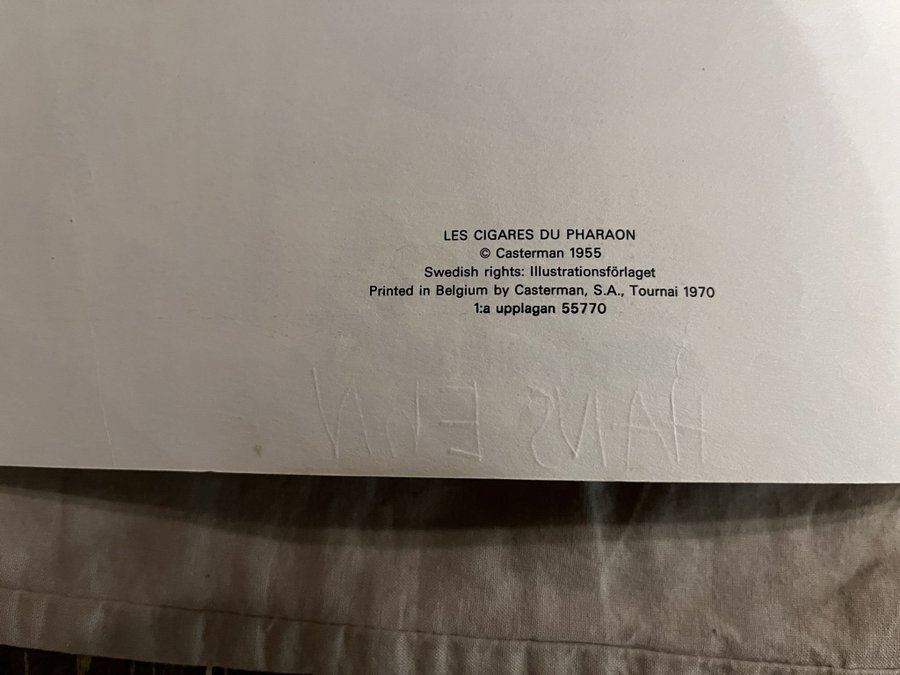 LES CIGARES DU PHARAON
© Casterman 1955
Swedish rights: Illustrationsförlaget
Printed in Belgium by Casterman, S.A., Tournai 1970
1:a upplagan 55770
HANS